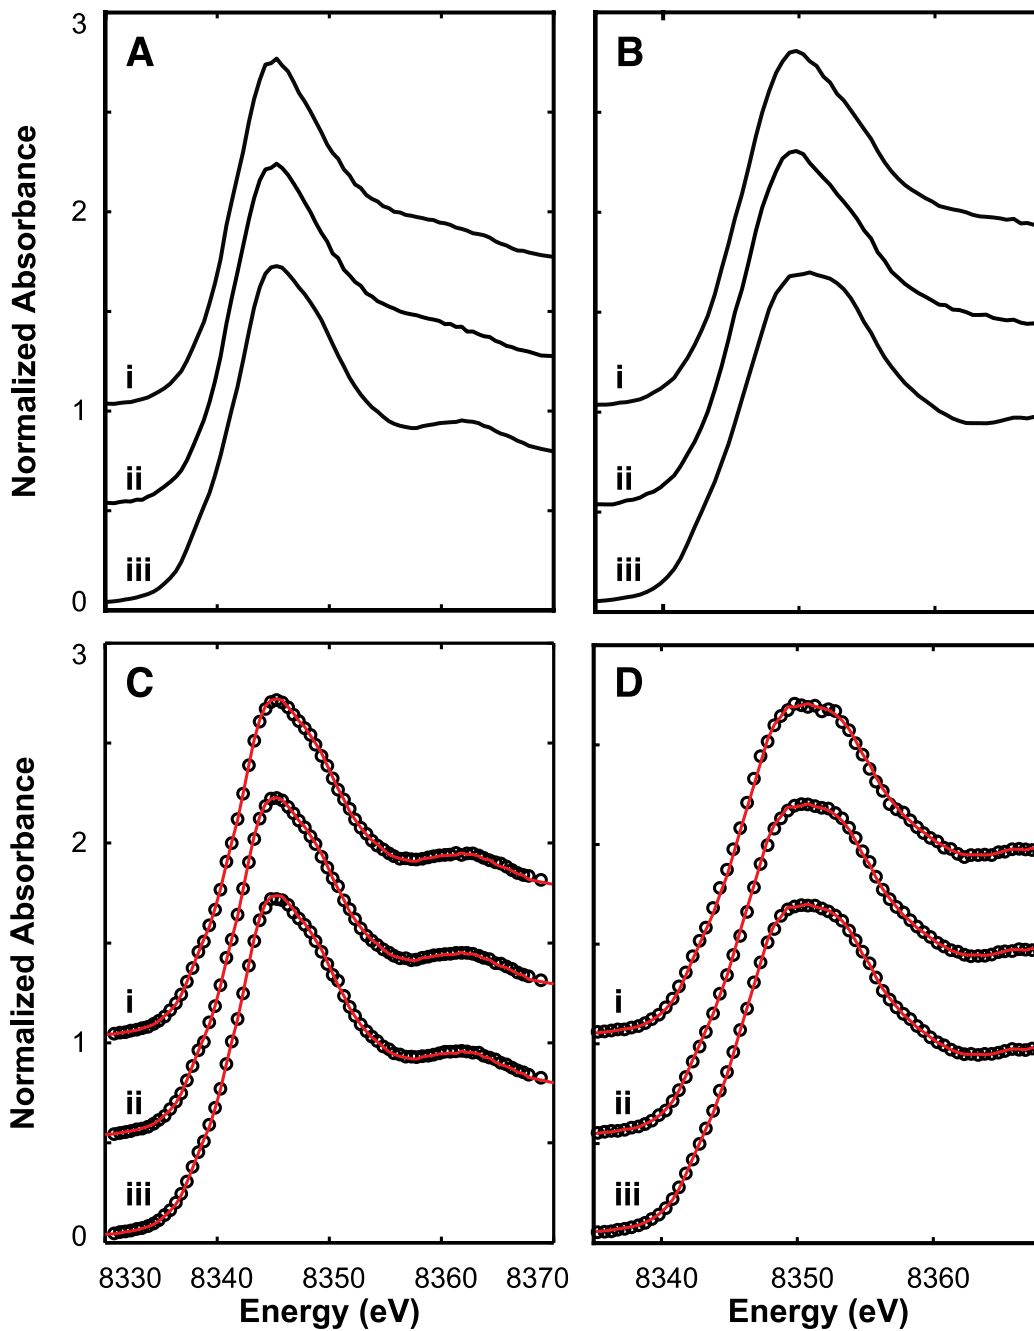 3
A
B
2
Normalized Absorbance
i
i
1
ii
ii
iii
iii
0
3
C
D
2
Normalized Absorbance
i
i
1
ii
ii
iii
iii
0
8330 8340 8350 8360 8370
8340 8350 8360
Energy (eV)
Energy (eV)